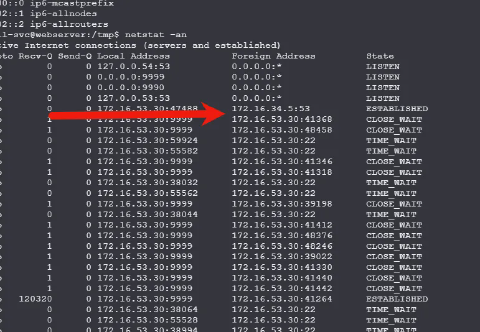 00::0 ip6-mcastprefix
02::1 ip6-allnodes
02::2 ip6-allrouters
l-svc@webserver:/tmp$ netstat -an
tive Internet connections (servers and established)
oto Recv-Q Send-Q Local Address Foreign Address State
0 0 127.0.0.54:53 0.0.0.0:* LISTEN
0 0 0.0.0.0:9999 0.0.0.0:* LISTEN
0 0 0.0.0.0:9990 0.0.0.0:* LISTEN
0 0 127.0.0.53:53 0.0.0.0:* LISTEN
0 0 172.16.53.30:47488 172.16.34.5:53 ESTABLISHED
1 0 172.16.53.30:9999 172.16.53.30:41368 CLOSE_WAIT
1 0 172.16.53.30:9999 172.16.53.30:48458 CLOSE_WAIT
0 0 172.16.53.30:59924 172.16.53.30:22 TIME_WAIT
0 0 172.16.53.30:55582 172.16.53.30:22 TIME_WAIT
1 0 172.16.53.30:9999 172.16.53.30:41346 CLOSE_WAIT
1 0 172.16.53.30:9999 172.16.53.30:41318 CLOSE_WAIT
0 0 172.16.53.30:38032 172.16.53.30:22 TIME_WAIT
0 0 172.16.53.30:55562 172.16.53.30:22 TIME_WAIT
1 0 172.16.53.30:9999 172.16.53.30:39198 CLOSE_WAIT
0 0 172.16.53.30:38044 172.16.53.30:22 TIME_WAIT
1 0 172.16.53.30:9999 172.16.53.30:41412 CLOSE_WAIT
1 0 172.16.53.30:9999 172.16.53.30:48376 CLOSE_WAIT
1 0 172.16.53.30:9999 172.16.53.30:48246 CLOSE_WAIT
1 0 172.16.53.30:9999 172.16.53.30:39022 CLOSE_WAIT
1 0 172.16.53.30:9999 172.16.53.30:41330 CLOSE_WAIT
1 0 172.16.53.30:9999 172.16.53.30:41440 CLOSE_WAIT
1 0 172.16.53.30:9999 172.16.53.30:41442 CLOSE_WAIT
120320 0 172.16.53.30:9999 172.16.53.30:41264 ESTABLISHED
0 0 172.16.53.30:38064 172.16.53.30:22 TIME_WAIT
0 0 172.16.53.30:55528 172.16.53.30:22 TIME_WAIT
0 0 172.16.53.30:38994 172.16.53.30:22 TIME_WAIT